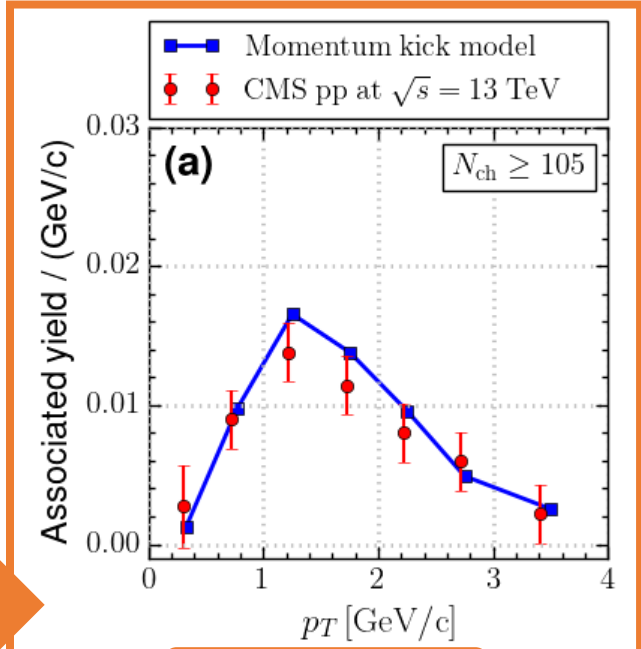 Momentum kick model
CMS pp at √s = 13 TeV
(a)
N_ch ≥ 105
Associated yield / (GeV/c)
0.03
0.02
0.01
0.00
0 1 2 3 4
p_T [GeV/c]